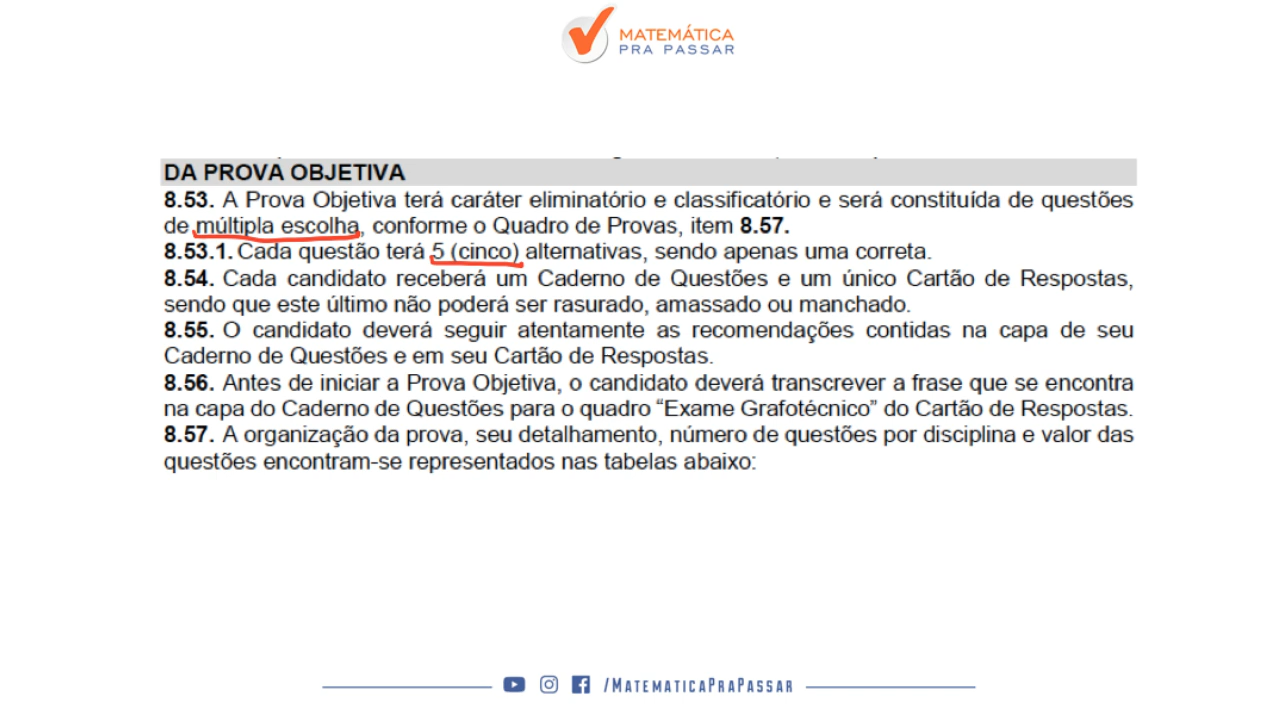 MATEMÁTICA
PRA PASSAR
DA PROVA OBJETIVA
8.53. A Prova Objetiva terá caráter eliminatório e classificatório e será constituída de questões
de múltipla escolha, conforme o Quadro de Provas, item 8.57.
8.53.1. Cada questão terá 5 (cinco) alternativas, sendo apenas uma correta.
8.54. Cada candidato receberá um Caderno de Questões e um único Cartão de Respostas,
sendo que este último não poderá ser rasurado, amassado ou manchado.
8.55. O candidato deverá seguir atentamente as recomendações contidas na capa de seu
Caderno de Questões e em seu Cartão de Respostas.
8.56. Antes de iniciar a Prova Objetiva, o candidato deverá transcrever a frase que se encontra
na capa do Caderno de Questões para o quadro “Exame Grafotécnico” do Cartão de Respostas.
8.57. A organização da prova, seu detalhamento, número de questões por disciplina e valor das
questões encontram-se representados nas tabelas abaixo:
/MATEMATICAPRAPASSAR